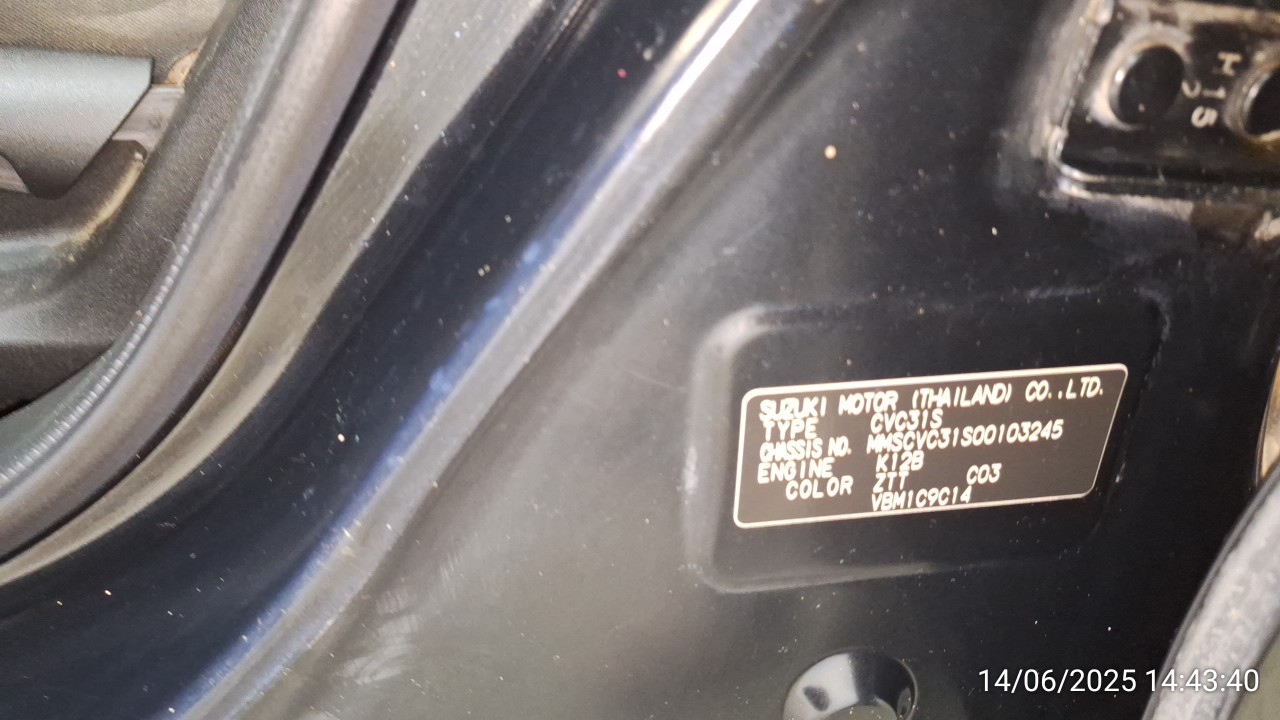 H15
SUZUKI MOTOR (THAILAND) CO.,LTD.
TYPE CVC31S
CHASSIS NO. MMSCVC31S00103245
ENGINE K12B
COLOR ZTT C03
VBM1C9C14
14/06/2025 14:43:40